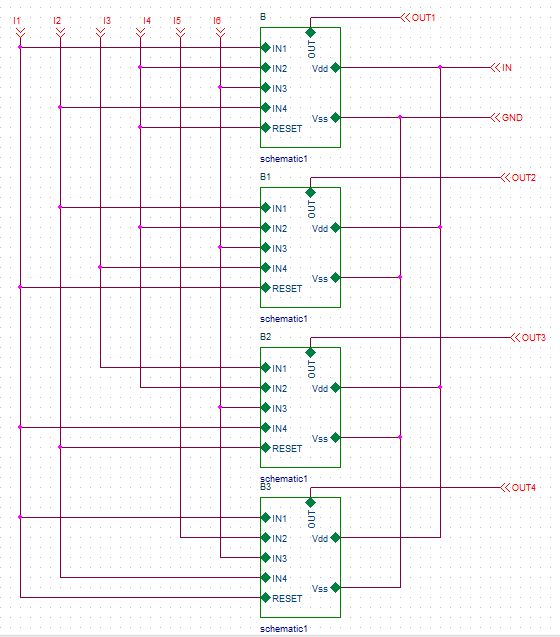 I1 I2 I3 I4 I5 I6 B OUT1
OUT
IN1
IN2 Vdd IN
IN3
IN4 Vss GND
RESET
schematic1
B1 OUT2
OUT
IN1
IN2 Vdd
IN3
IN4 Vss
RESET
schematic1
B2 OUT3
OUT
IN1
IN2 Vdd
IN3
IN4 Vss
RESET
schematic1
B3 OUT4
OUT
IN1
IN2 Vdd
IN3
IN4 Vss
RESET
schematic1